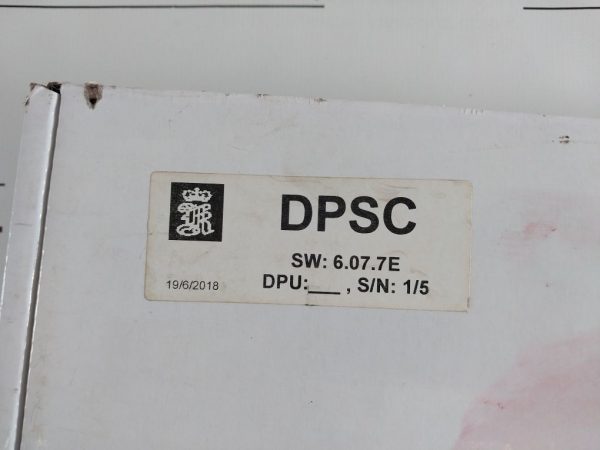 DPSC
SW: 6.07.7E
DPU:___ , S/N: 1/5
19/6/2018